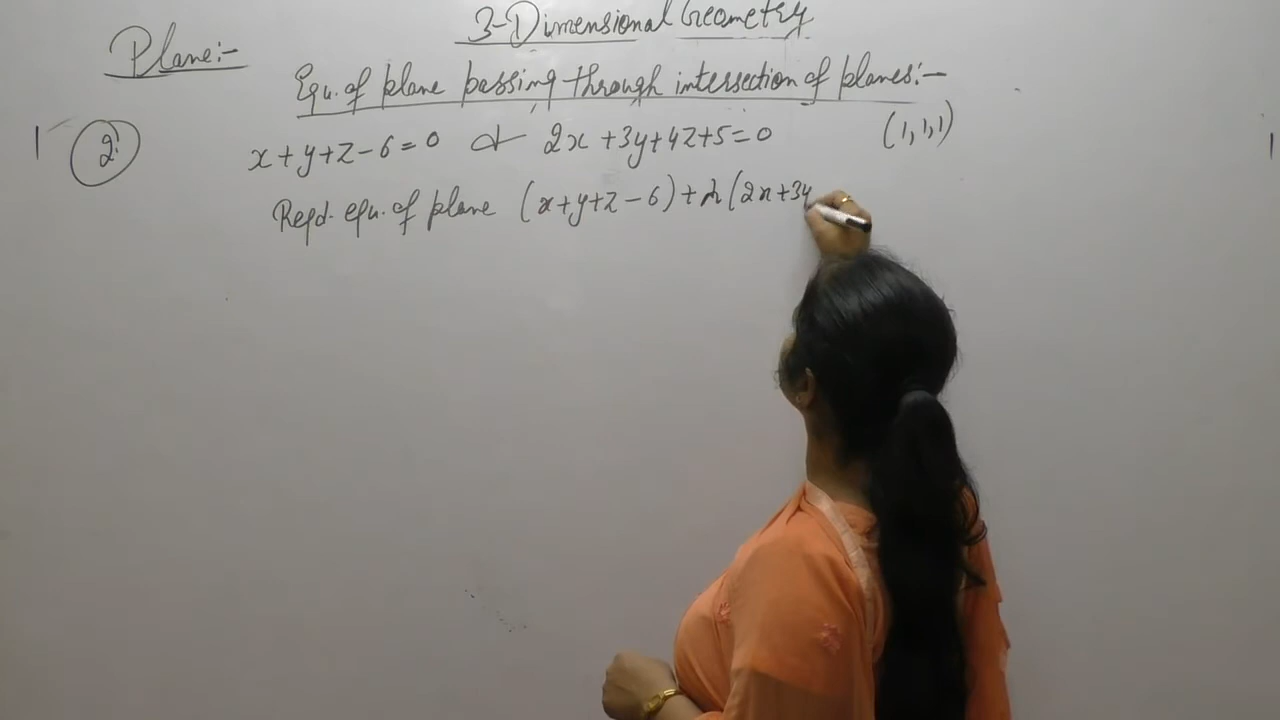 3-Dimensional Geometry
Plane:-
Equ. of plane passing through intersection of planes:-
2: x+y+z-6=0 & 2x+3y+4z+5=0 (1,1,1)
Reqd. equ. of plane (x+y+z-6)+λ(2x+3y